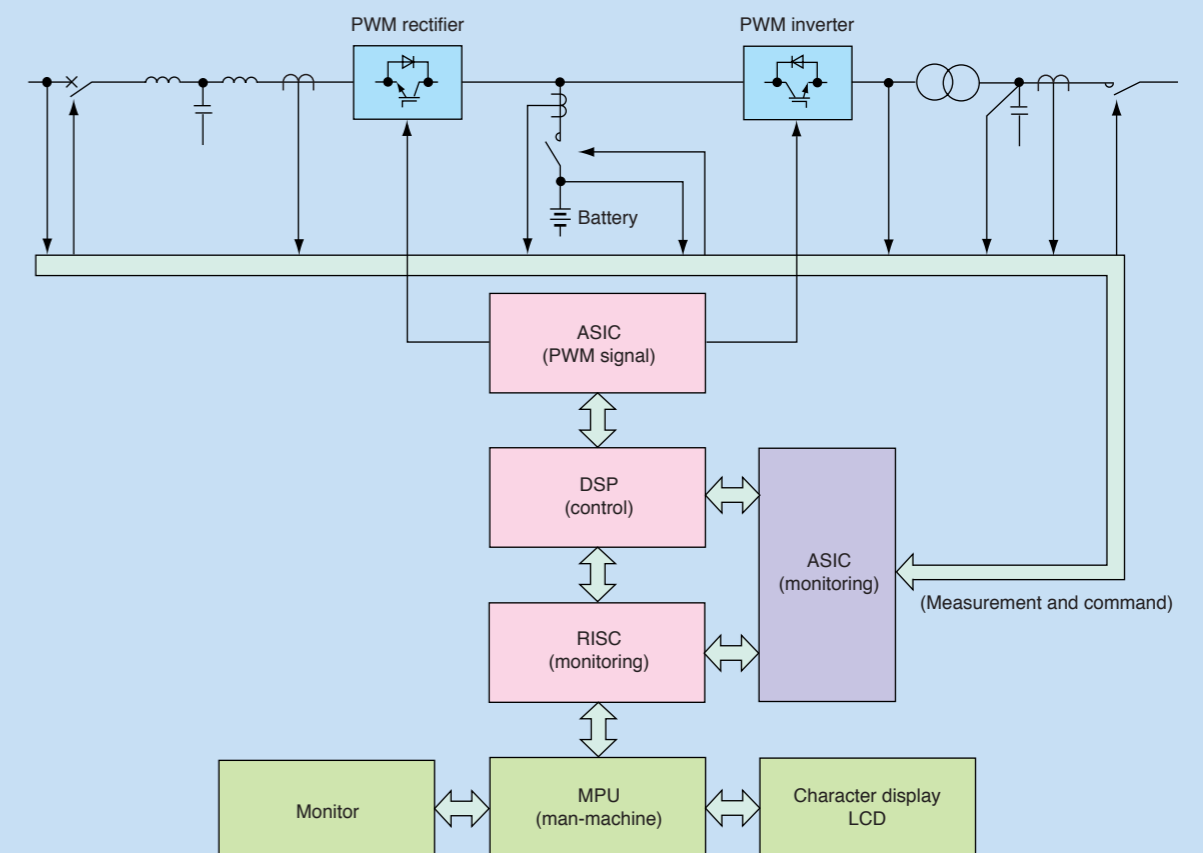 PWM rectifier
PWM inverter
Battery
ASIC
(PWM signal)
DSP
(control)
ASIC
(monitoring)
(Measurement and command)
RISC
(monitoring)
Monitor
MPU
(man-machine)
Character display
LCD